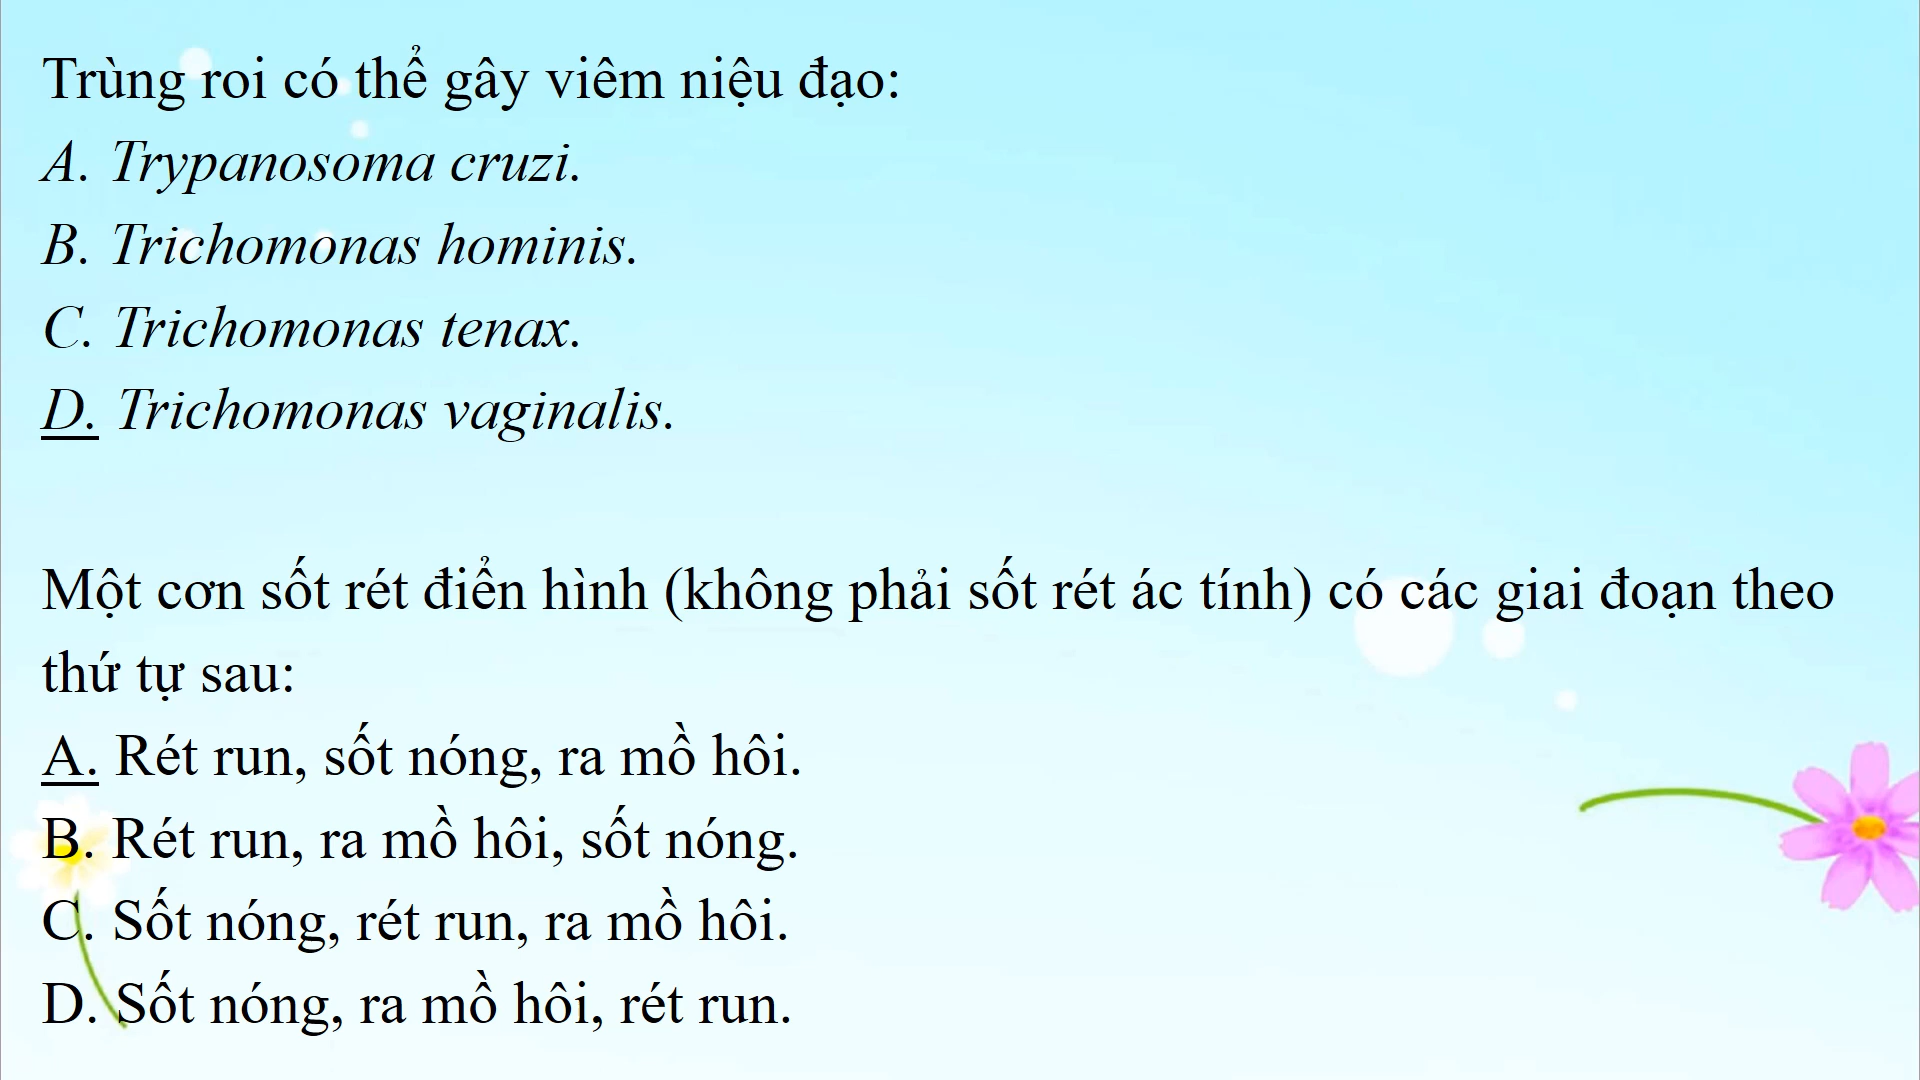 Trùng roi có thể gây viêm niệu đạo:
A. Trypanosoma cruzi.
B. Trichomonas hominis.
C. Trichomonas tenax.
D. Trichomonas vaginalis.
Một cơn sốt rét điển hình (không phải sốt rét ác tính) có các giai đoạn theo
thứ tự sau:
A. Rét run, sốt nóng, ra mồ hôi.
B. Rét run, ra mồ hôi, sốt nóng.
C. Sốt nóng, rét run, ra mồ hôi.
D. Sốt nóng, ra mồ hôi, rét run.